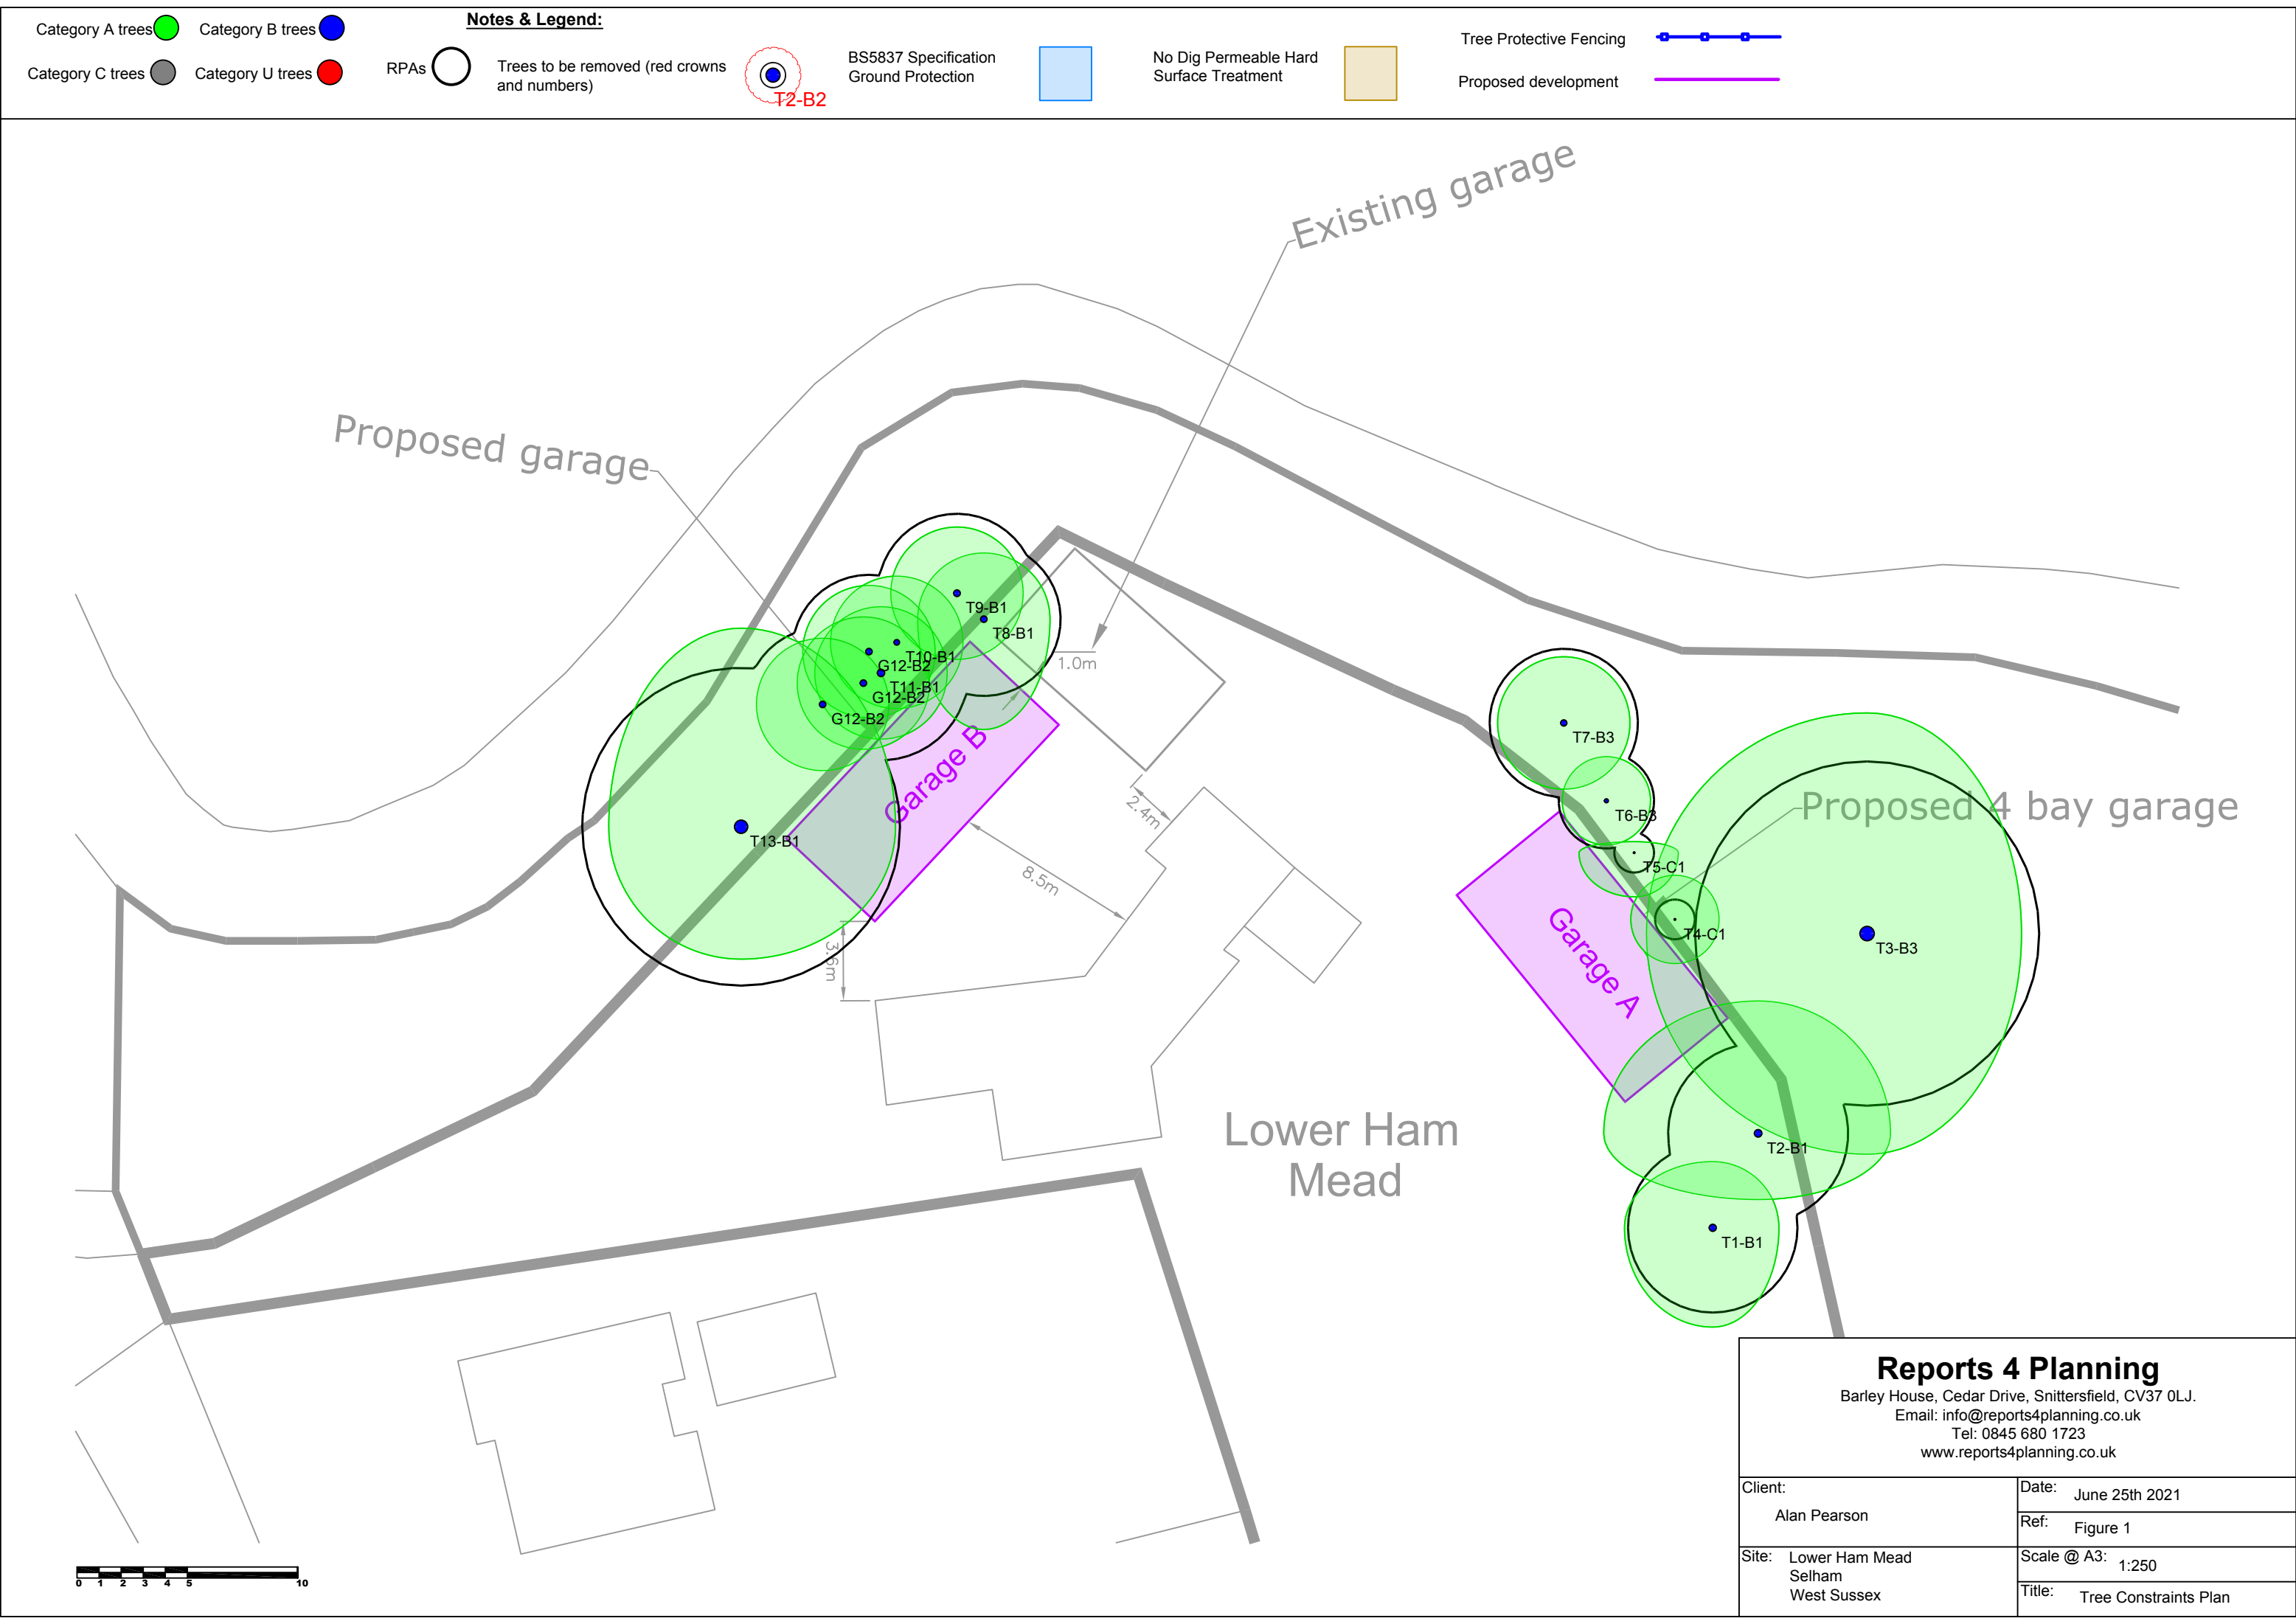 Notes & Legend:
Category A trees
Category B trees
Category C trees
Category U trees
RPAs
Trees to be removed (red crowns
and numbers)
T2-B2
BS5837 Specification
Ground Protection
No Dig Permeable Hard
Surface Treatment
Tree Protective Fencing
Proposed development
Existing garage
Proposed garage
T9-B1
T8-B1
T10-B1
G12-B2
T11-B1
G12-B2
G12-B2
T13-B1
Garage B
1.0m
2.4m
8.5m
3.6m
T7-B3
T6-B3
T5-C1
T4-C1
T3-B3
T2-B1
T1-B1
Proposed 4 bay garage
Garage A
Lower Ham
Mead
0 1 2 3 4 5 10
Reports 4 Planning
Barley House, Cedar Drive, Snittersfield, CV37 0LJ.
Email: info@reports4planning.co.uk
Tel: 0845 680 1723
www.reports4planning.co.uk
Client:
Alan Pearson
Date: June 25th 2021
Ref: Figure 1
Site: Lower Ham Mead
Selham
West Sussex
Scale @ A3: 1:250
Title: Tree Constraints Plan